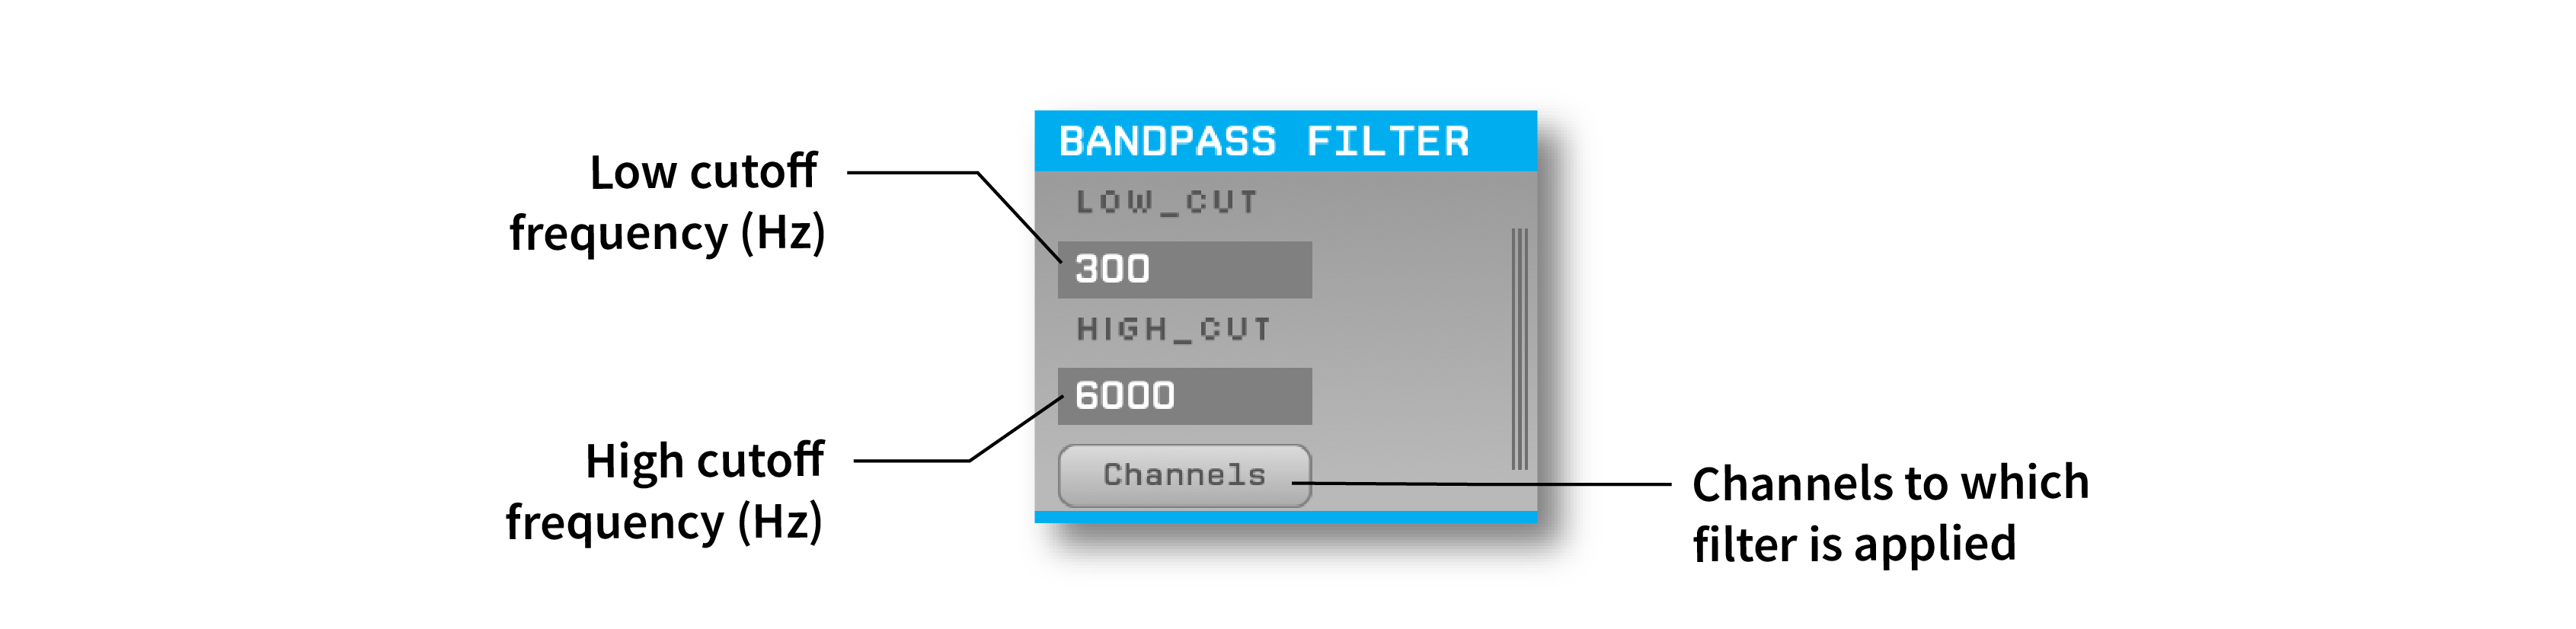 BANDPASS FILTER
Low cutoff
frequency (Hz)
LOW_CUT
300
HIGH_CUT
6000
High cutoff
frequency (Hz)
Channels
Channels to which
filter is applied